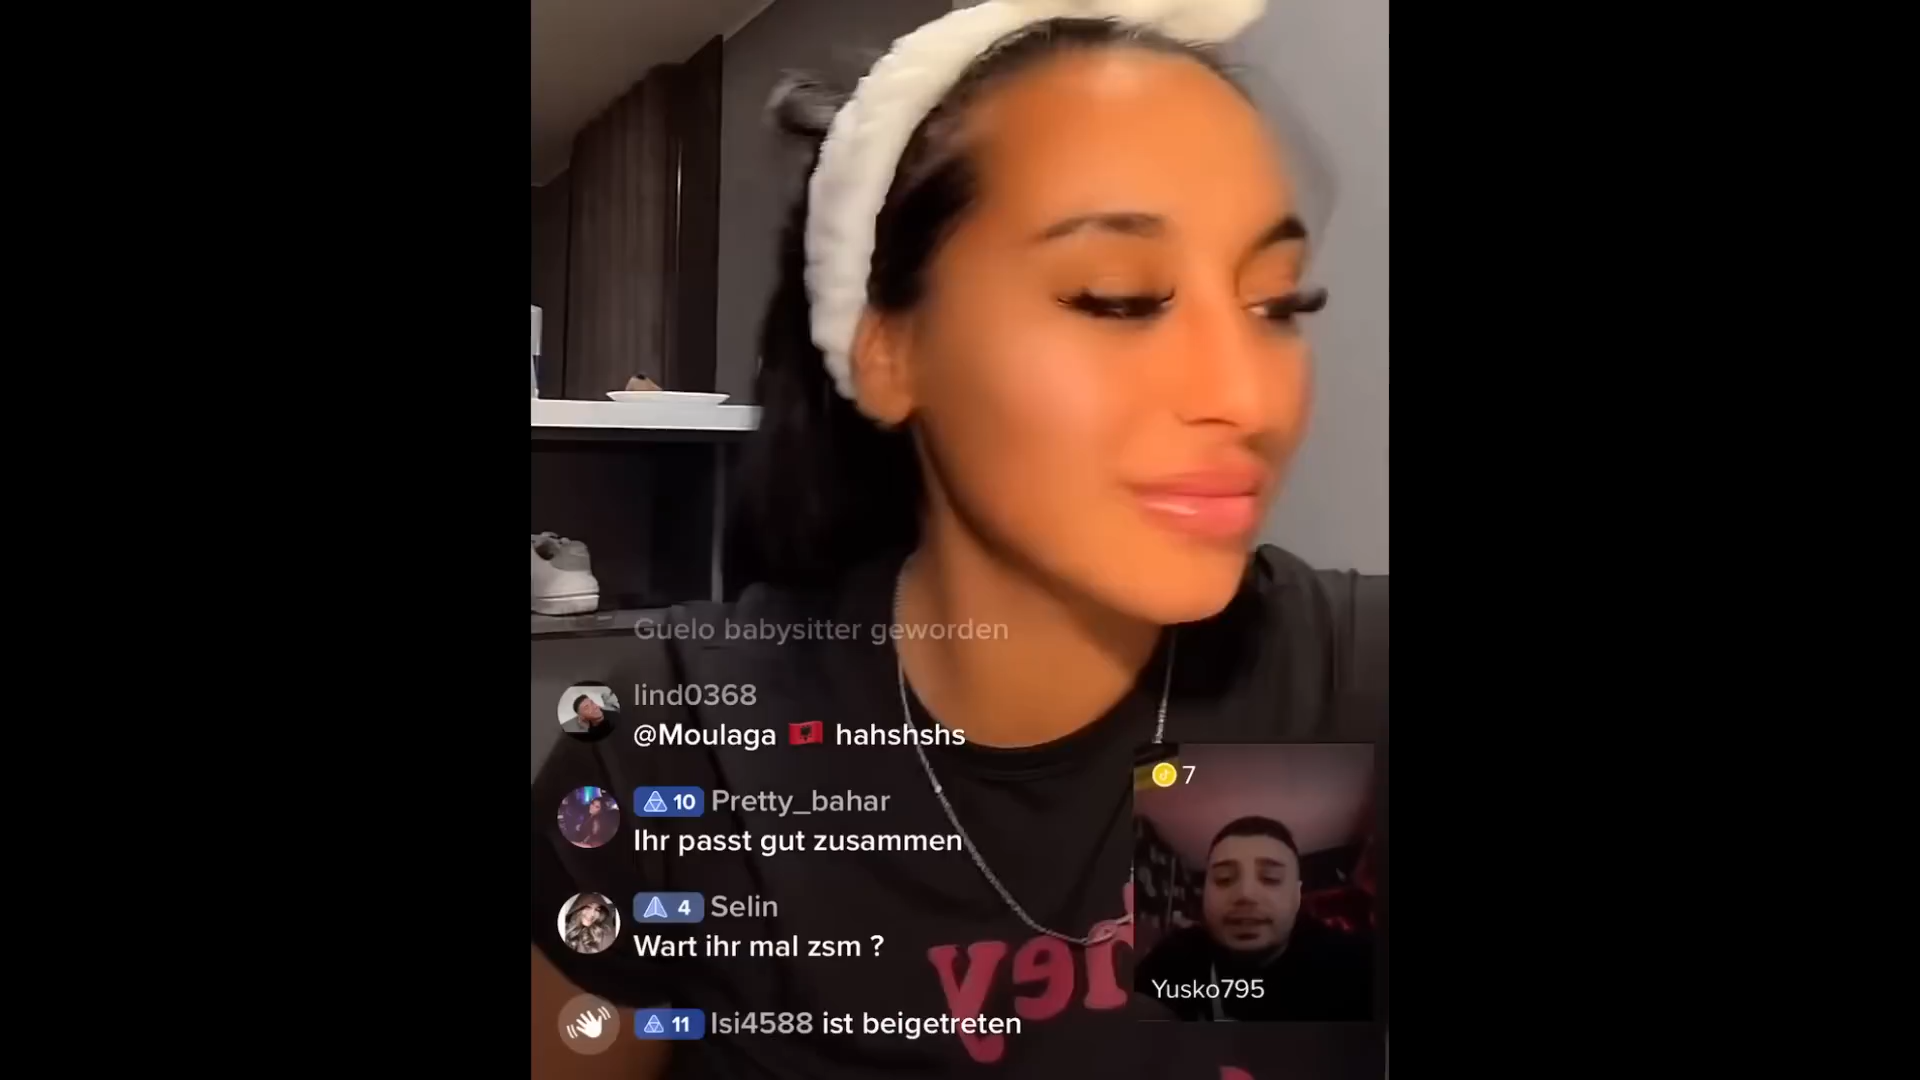 Guelo babysitter geworden
lind0368
@Moulaga 🇦🇱 hahshshs
10 Pretty_bahar
Ihr passt gut zusammen
4 Selin
Wart ihr mal zsm ?
11 Isi4588 ist beigetreten
7
Yusko795